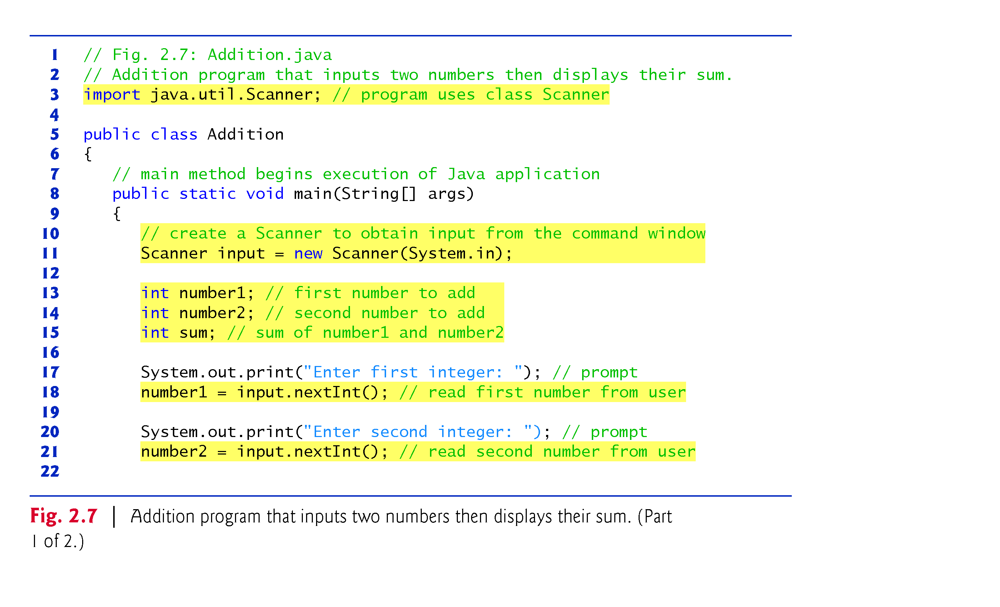 1 // Fig. 2.7: Addition.java
2 // Addition program that inputs two numbers then displays their sum.
3 import java.util.Scanner; // program uses class Scanner
4
5 public class Addition
6 {
7 // main method begins execution of Java application
8 public static void main(String[] args)
9 {
10 // create a Scanner to obtain input from the command window
11 Scanner input = new Scanner(System.in);
12
13 int number1; // first number to add
14 int number2; // second number to add
15 int sum; // sum of number1 and number2
16
17 System.out.print("Enter first integer: "); // prompt
18 number1 = input.nextInt(); // read first number from user
19
20 System.out.print("Enter second integer: "); // prompt
21 number2 = input.nextInt(); // read second number from user
22
Fig. 2.7 | Addition program that inputs two numbers then displays their sum. (Part
1 of 2.)